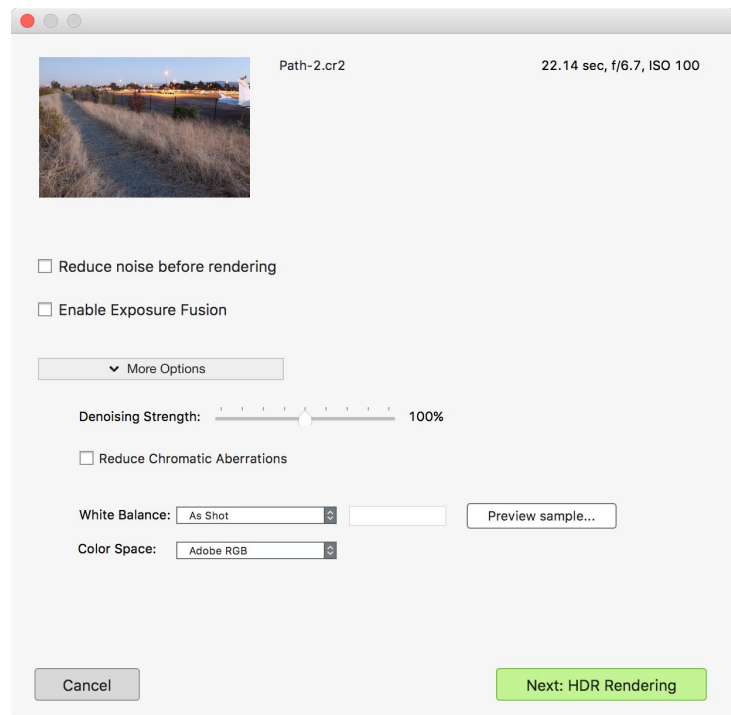 Path-2.cr2 22.14 sec, f/6.7, ISO 100
Reduce noise before rendering
Enable Exposure Fusion
More Options
Denoising Strength: 100%
Reduce Chromatic Aberrations
White Balance: As Shot Preview sample...
Color Space: Adobe RGB
Cancel Next: HDR Rendering